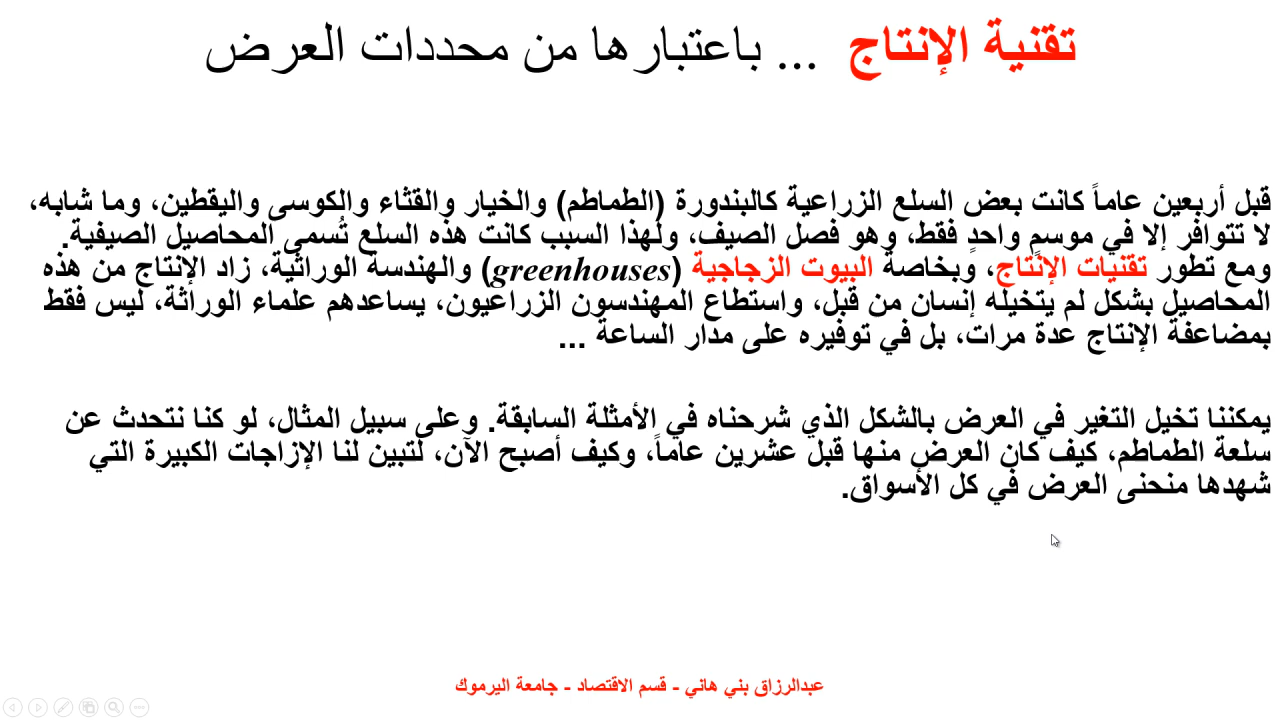 تقنية الإنتاج ... باعتبارها من محددات العرض
قبل أربعين عاماً كانت بعض السلع الزراعية كالبندورة (الطماطم) والخيار والقثاء والكوسى واليقطين، وما شابه،
لا تتوافر إلا في موسمٍ واحدٍ فقط، وهو فصل الصيف، ولهذا السبب كانت هذه السلع تُسمى المحاصيل الصيفية.
ومع تطور تقنيات الإنتاج، وبخاصة البيوت الزجاجية (greenhouses) والهندسة الوراثية، زاد الإنتاج من هذه
المحاصيل بشكل لم يتخيله إنسان من قبل، واستطاع المهندسون الزراعيون، يساعدهم علماء الوراثة، ليس فقط
بمضاعفة الإنتاج عدة مرات، بل في توفيره على مدار الساعة ...
يمكننا تخيل التغير في العرض بالشكل الذي شرحناه في الأمثلة السابقة. وعلى سبيل المثال، لو كنا نتحدث عن
سلعة الطماطم، كيف كان العرض منها قبل عشرين عاماً، وكيف أصبح الآن، لتبين لنا الإزاجات الكبيرة التي
شهدها منحنى العرض في كل الأسواق.
عبدالرزاق بني هاني - قسم الاقتصاد - جامعة اليرموك